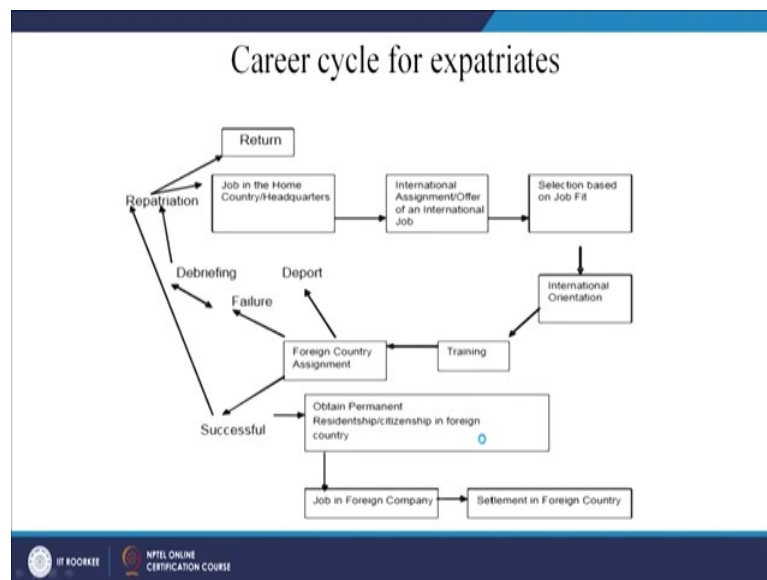 Career cycle for expatriates
Return
Repatriation
Job in the Home
Country/Headquarters
International
Assignment/Offer
of an International
Job
Selection based
on Job Fit
Debriefing
Deport
Failure
International
Orientation
Foreign Country
Assignment
Training
Successful
Obtain Permanent
Residentship/citizenship in foreign
country
Job in Foreign Company
Setlement in Foreign Country
IIT ROORKEE
NPTEL ONLINE
CERTIFICATION COURSE